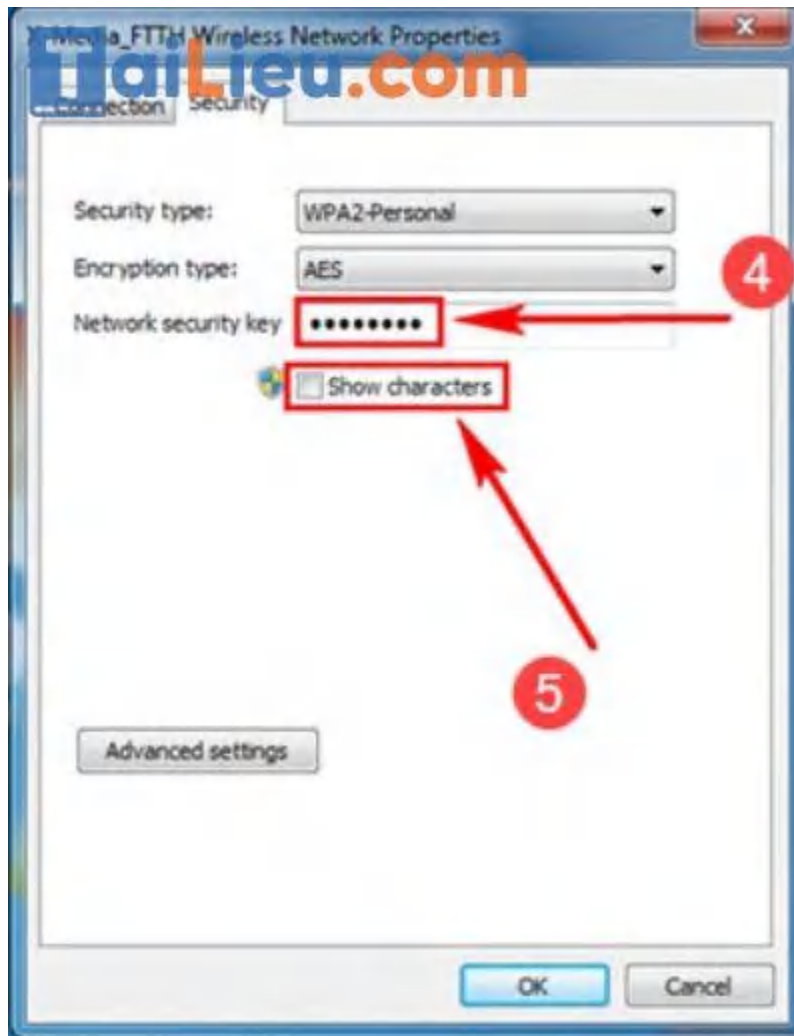 Media_FTTH Wireless Network Properties
TaiLieu.com
Connection Security
Security type: WPA2-Personal
Encryption type: AES
4
Network security key ••••••••
Show characters
5
Advanced settings
OK Cancel